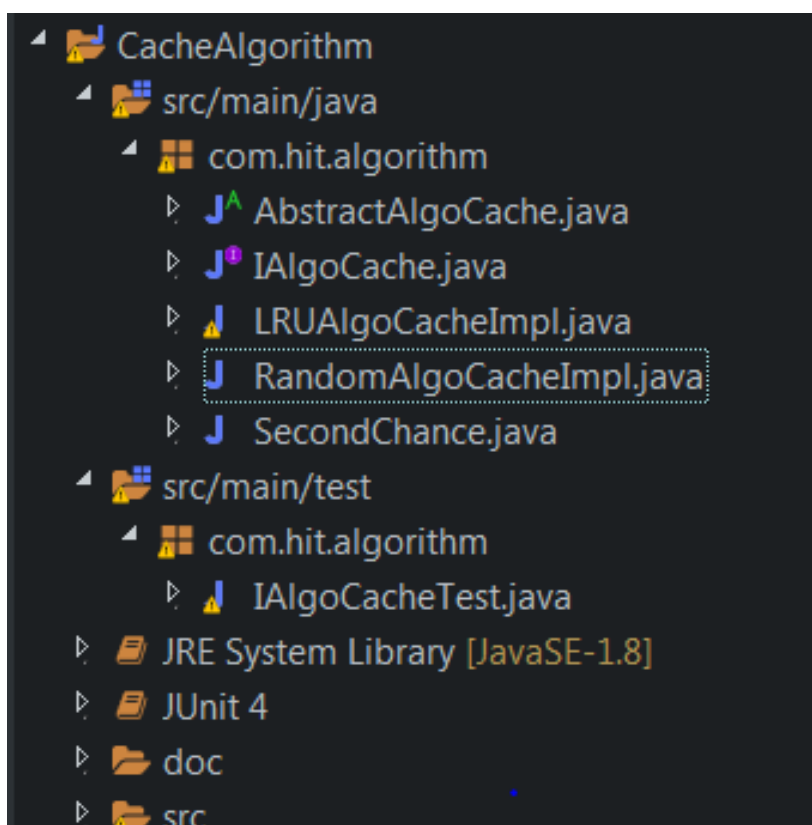 CacheAlgorithm
src/main/java
com.hit.algorithm
AbstractAlgoCache.java
IAlgoCache.java
LRUAlgoCacheImpl.java
RandomAlgoCacheImpl.java
SecondChance.java
src/main/test
com.hit.algorithm
IAlgoCacheTest.java
JRE System Library [JavaSE-1.8]
JUnit 4
doc
src